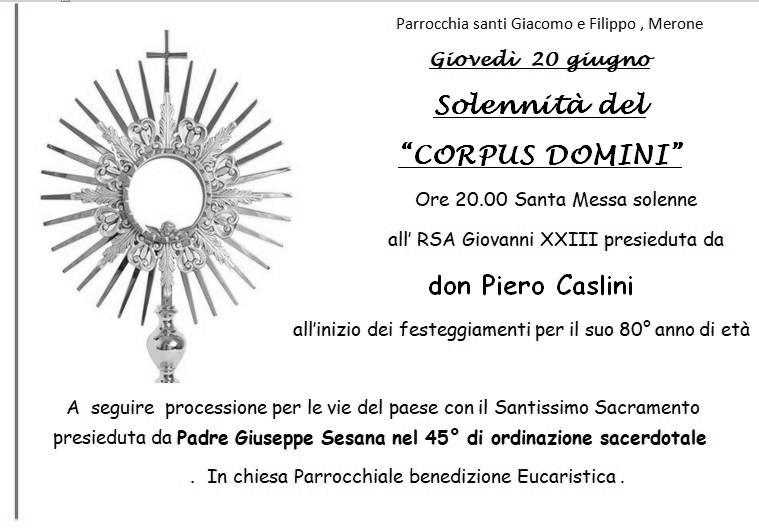 Parrocchia santi Giacomo e Filippo , Merone
Giovedì 20 giugno
Solennità del
“CORPUS DOMINI”
Ore 20.00 Santa Messa solenne
all’ RSA Giovanni XXIII presieduta da
don Piero Caslini
all’inizio dei festeggiamenti per il suo 80° anno di età
A seguire processione per le vie del paese con il Santissimo Sacramento
presieduta da Padre Giuseppe Sesana nel 45° di ordinazione sacerdotale
. In chiesa Parrocchiale benedizione Eucaristica .